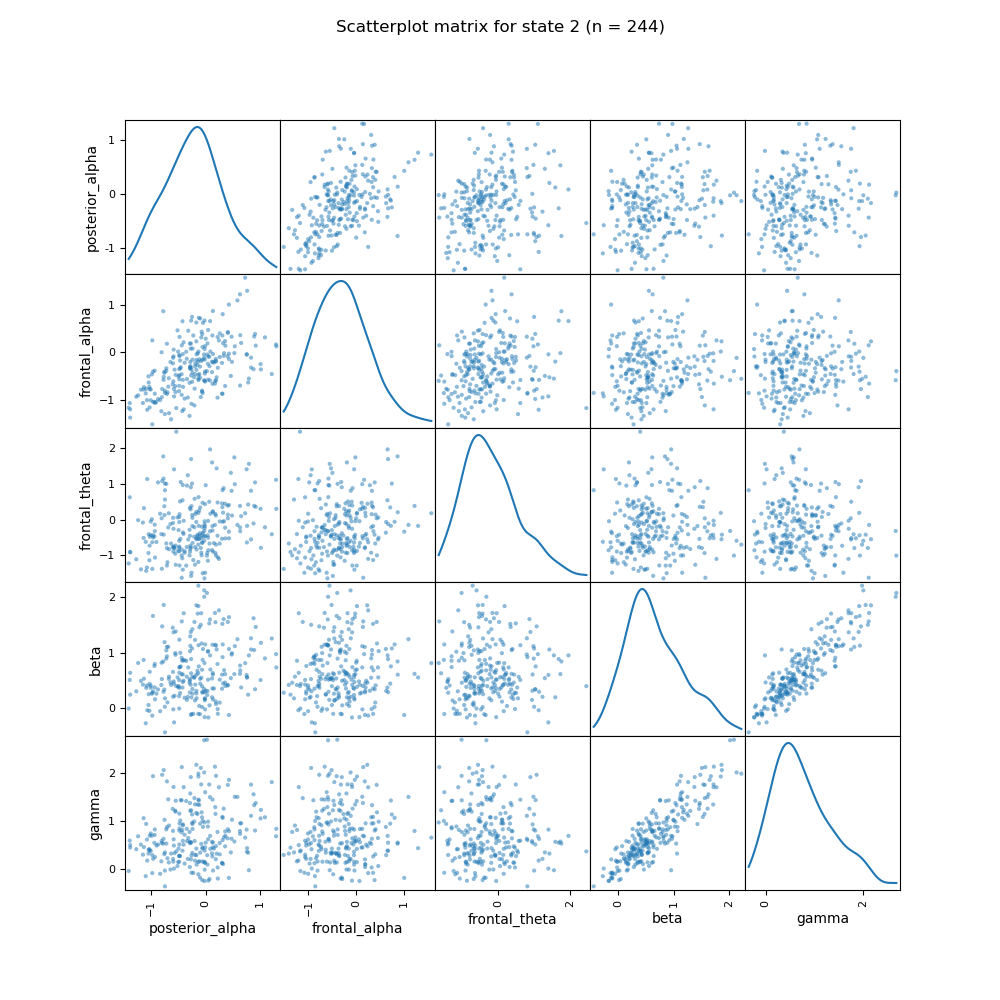 Scatterplot matrix for state 2 (n = 244)
posterior_alpha
1
0
-1
frontal_alpha
1
0
−1
frontal_theta
2
1
0
−1
beta
2
1
0
gamma
2
1
0
−1 0 1 −1 0 1 0 2 0 1 2 0 2
posterior_alpha frontal_alpha frontal_theta beta gamma